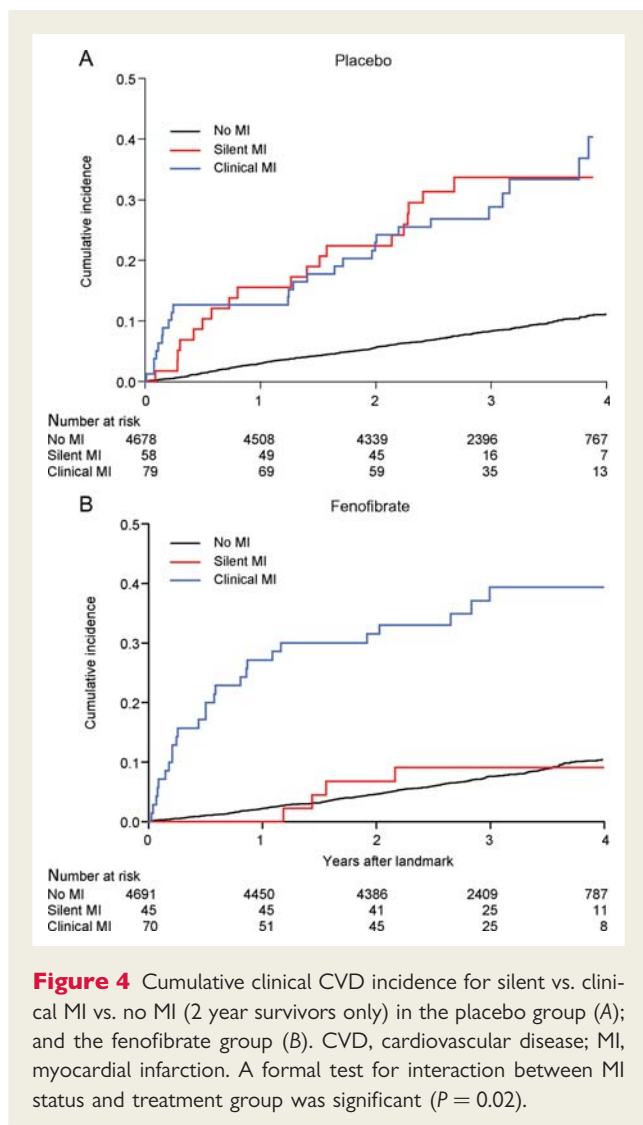 A
Placebo
0.5
No MI
Silent MI
Clinical MI
0.4
0.3
0.2
0.1
0.0
Cumulative incidence
0 1 2 3 4
Number at risk
No MI 4678 4508 4339 2396 767
Silent MI 58 49 45 16 7
Clinical MI 79 69 59 35 13
B
Fenofibrate
0.5
No MI
Silent MI
Clinical MI
0.4
0.3
0.2
0.1
0.0
Cumulative incidence
0 1 2 3 4
Years after landmark
Number at risk
No MI 4691 4450 4386 2409 787
Silent MI 45 45 41 25 11
Clinical MI 70 51 45 25 8
Figure 4 Cumulative clinical CVD incidence for silent vs. clini-
cal MI vs. no MI (2 year survivors only) in the placebo group (A);
and the fenofibrate group (B). CVD, cardiovascular disease; MI,
myocardial infarction. A formal test for interaction between MI
status and treatment group was significant (P = 0.02).